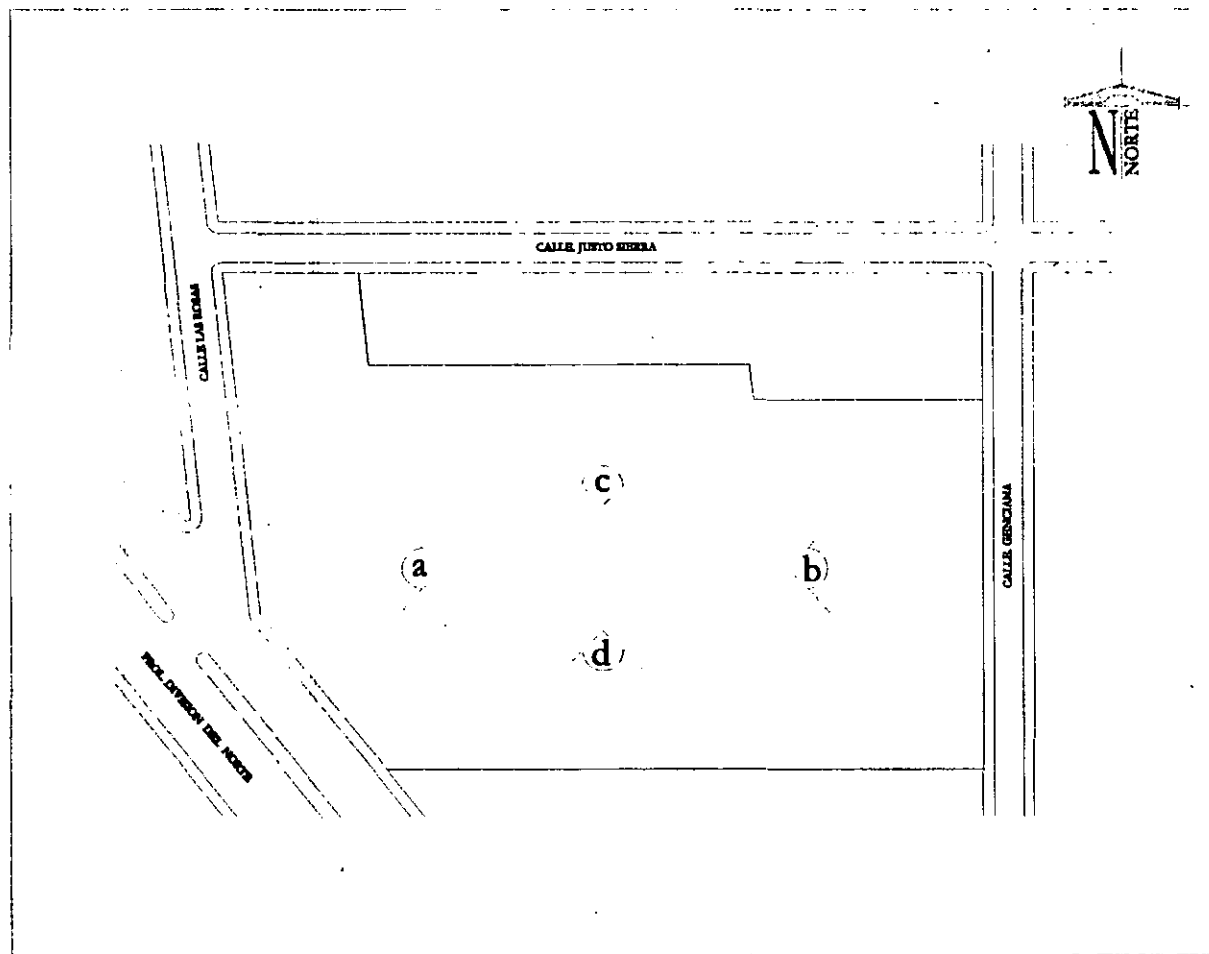 N
NORTE
CALLE JUSTO SIERRA
CALLE LAS ROSAS
c
CALLE GENCIANA
a
b
d
PROL. DIVISION DEL NORTE